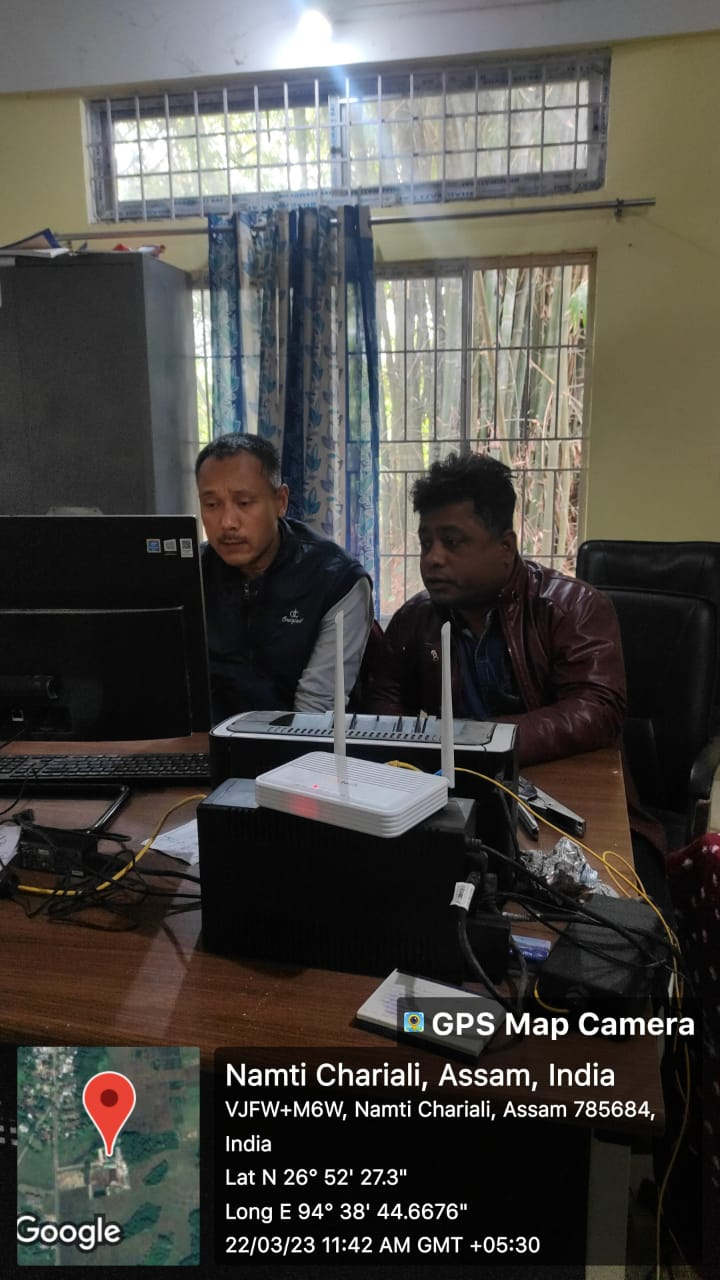 Original
GPS Map Camera
Namti Chariali, Assam, India
VJFW+M6W, Namti Chariali, Assam 785684,
India
Lat N 26° 52' 27.3"
Long E 94° 38' 44.6676"
22/03/23 11:42 AM GMT +05:30
Google